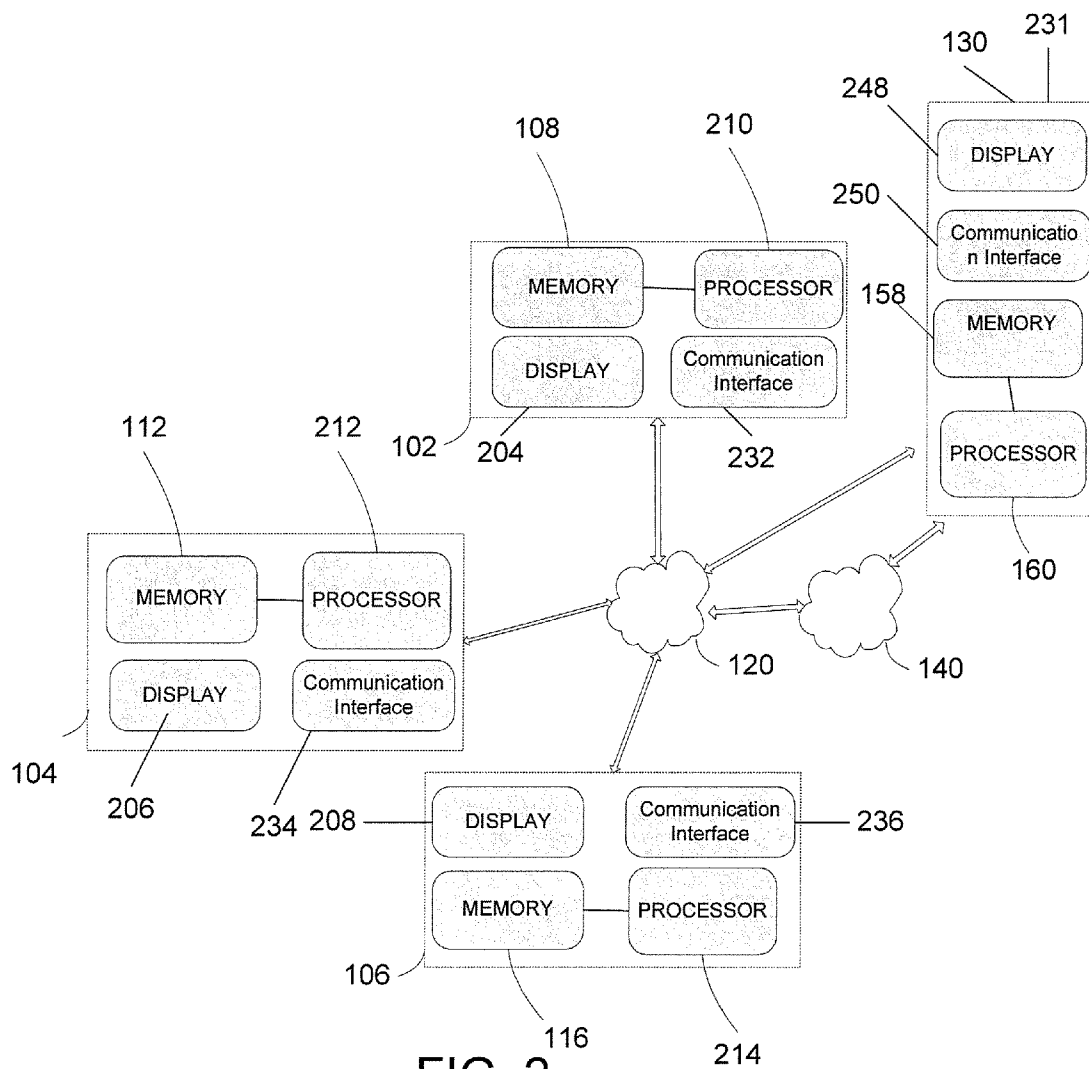 231
130
248
DISPLAY
108
210
250
Communicatio
n Interface
158
MEMORY
PROCESSOR
MEMORY
DISPLAY
Communication
Interface
PROCESSOR
102
204
232
160
112
212
MEMORY
PROCESSOR
120
140
DISPLAY
Communication
Interface
104
206
234
208
DISPLAY
Communication
Interface
236
MEMORY
PROCESSOR
106
116
214
FIG.